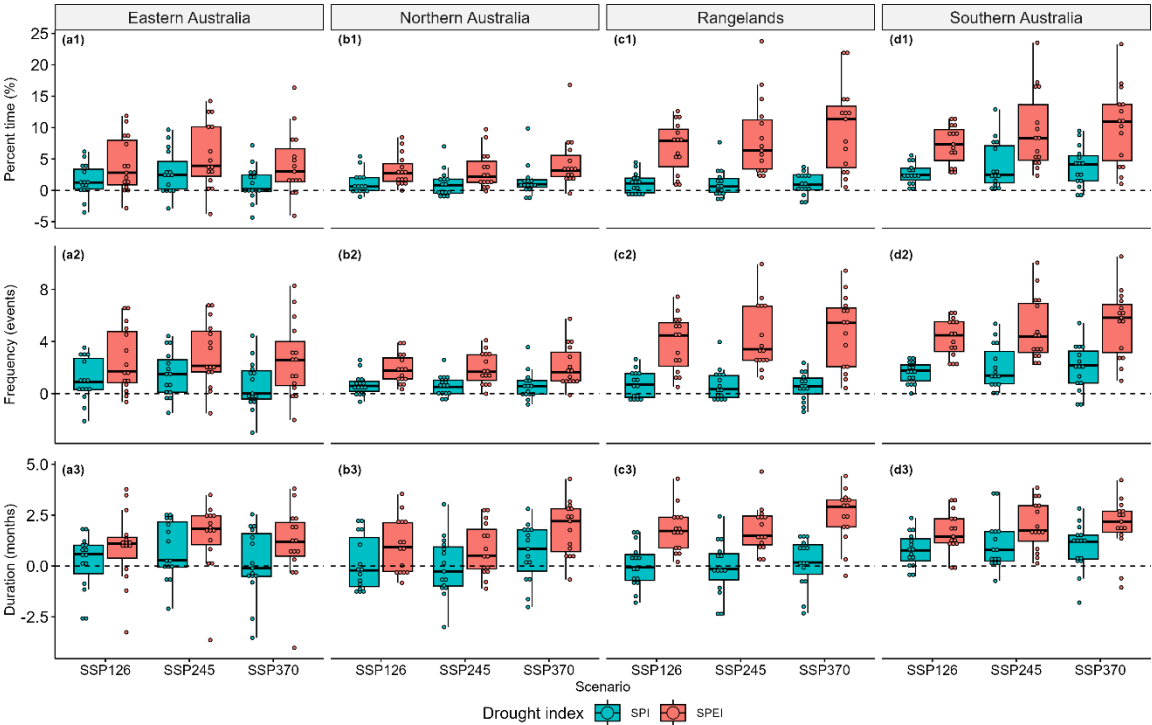 Eastern Australia Northern Australia Rangelands Southern Australia
(a1) (b1) (c1) (d1)
Percent time (%)
25
20
15
10
5
0
-5
(a2) (b2) (c2) (d2)
Frequency (events)
8
4
0
(a3) (b3) (c3) (d3)
Duration (months)
5.0
2.5
0.0
-2.5
SSP126 SSP245 SSP370 SSP126 SSP245 SSP370 SSP126 SSP245 SSP370 SSP126 SSP245 SSP370
Scenario
Drought index SPI SPEI